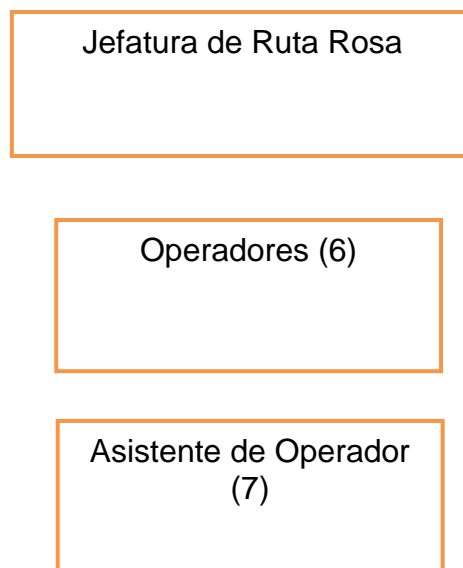 Jefatura de Ruta Rosa
Operadores (6)
Asistente de Operador
(7)